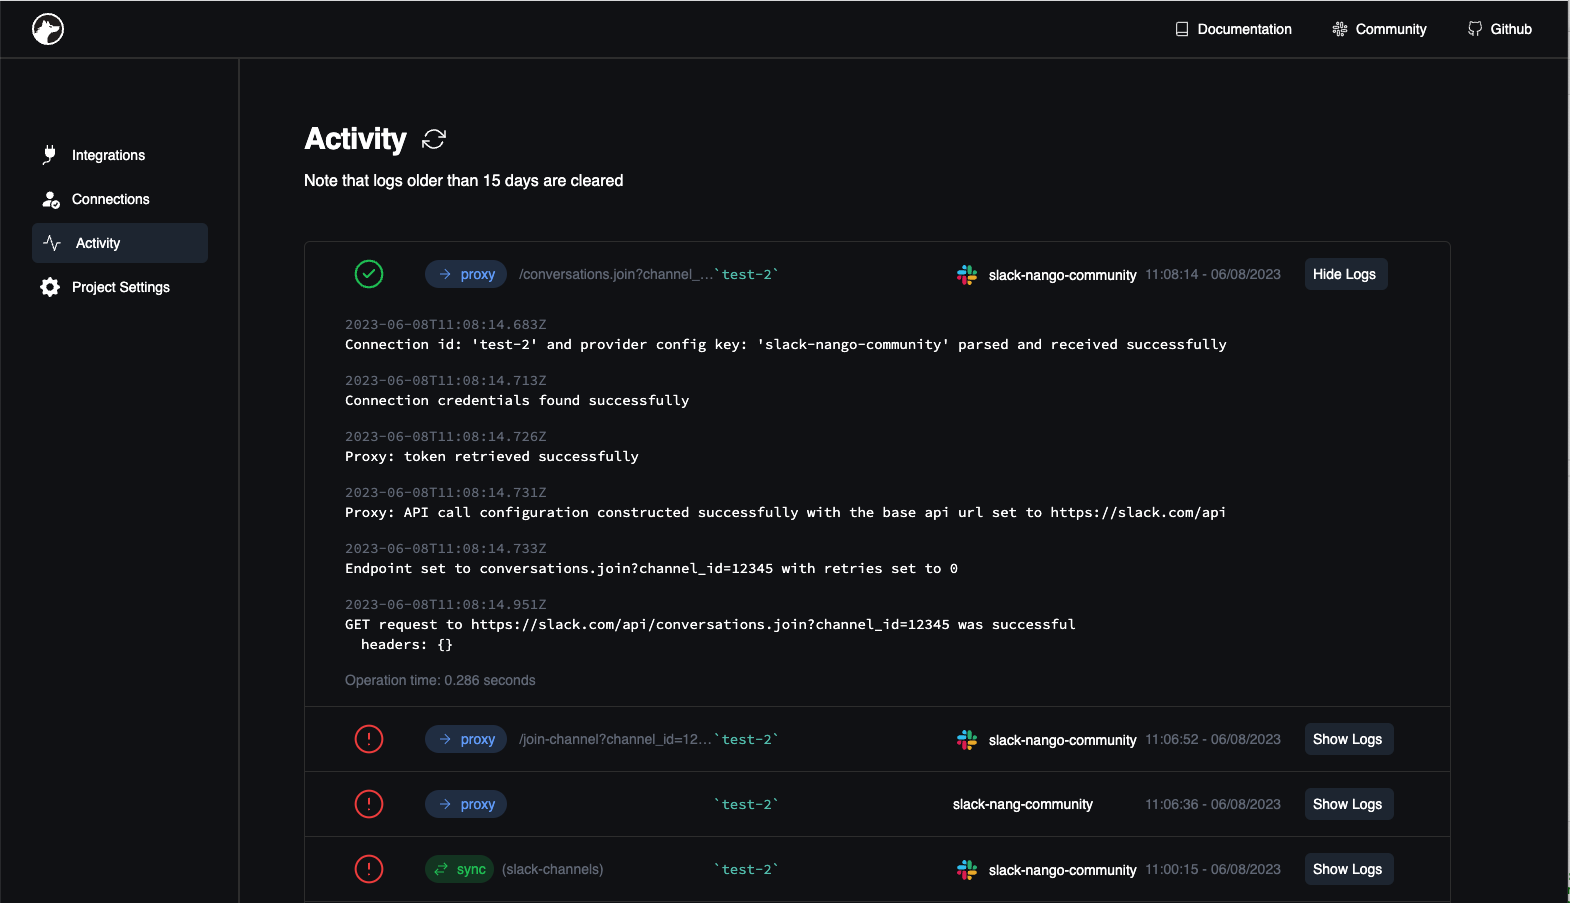 Documentation
Community
Github
Integrations
Connections
Activity
Project Settings
Activity
Note that logs older than 15 days are cleared
proxy /conversations.join?channel_... `test-2` slack-nango-community 11:08:14 - 06/08/2023 Hide Logs
2023-06-08T11:08:14.683Z
Connection id: 'test-2' and provider config key: 'slack-nango-community' parsed and received successfully
2023-06-08T11:08:14.713Z
Connection credentials found successfully
2023-06-08T11:08:14.726Z
Proxy: token retrieved successfully
2023-06-08T11:08:14.731Z
Proxy: API call configuration constructed successfully with the base api url set to https://slack.com/api
2023-06-08T11:08:14.733Z
Endpoint set to conversations.join?channel_id=12345 with retries set to 0
2023-06-08T11:08:14.951Z
GET request to https://slack.com/api/conversations.join?channel_id=12345 was successful
headers: {}
Operation time: 0.286 seconds
proxy /join-channel?channel_id=12... `test-2` slack-nango-community 11:06:52 - 06/08/2023 Show Logs
proxy `test-2` slack-nang-community 11:06:36 - 06/08/2023 Show Logs
sync (slack-channels) `test-2` slack-nango-community 11:00:15 - 06/08/2023 Show Logs